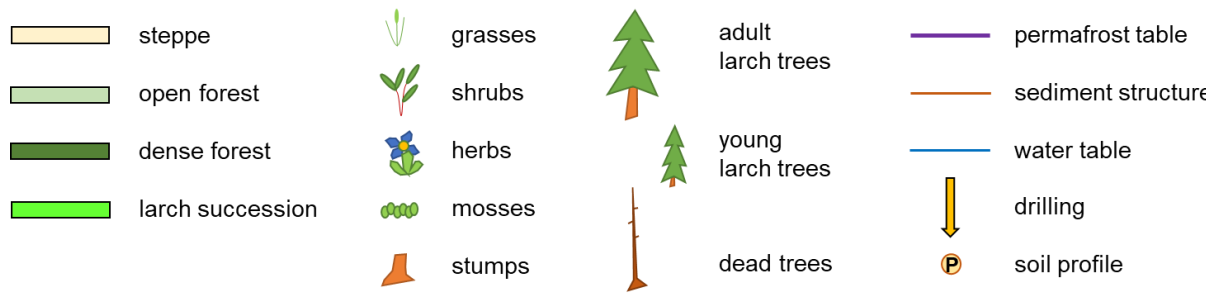 steppe
open forest
dense forest
larch succession
grasses
shrubs
herbs
mosses
stumps
adult
larch trees
young
larch trees
dead trees
permafrost table
sediment structure
water table
drilling
P
soil profile